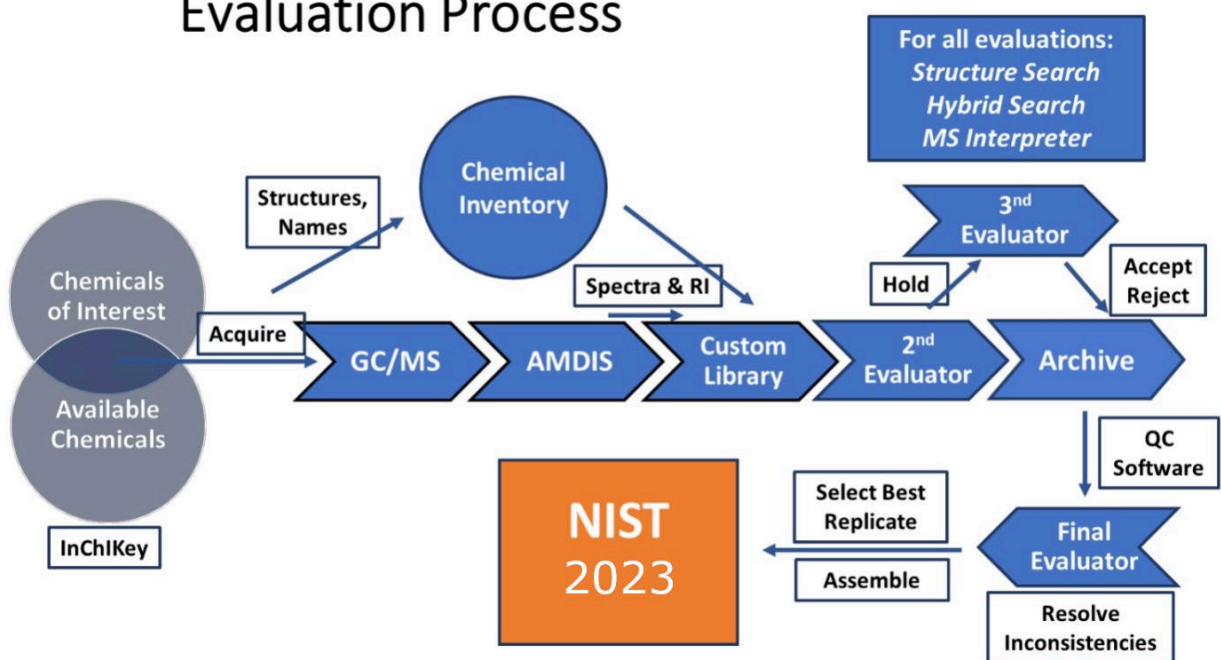 Evaluation Process
For all evaluations:
Structure Search
Hybrid Search
MS Interpreter
Chemical
Inventory
Structures,
Names
3nd
Evaluator
Chemicals
of Interest
Spectra & RI
Hold
Accept
Reject
Acquire
GC/MS
AMDIS
Custom
Library
2nd
Evaluator
Archive
Available
Chemicals
QC
Software
InChIKey
NIST
2023
Select Best
Replicate
Assemble
Final
Evaluator
Resolve
Inconsistencies